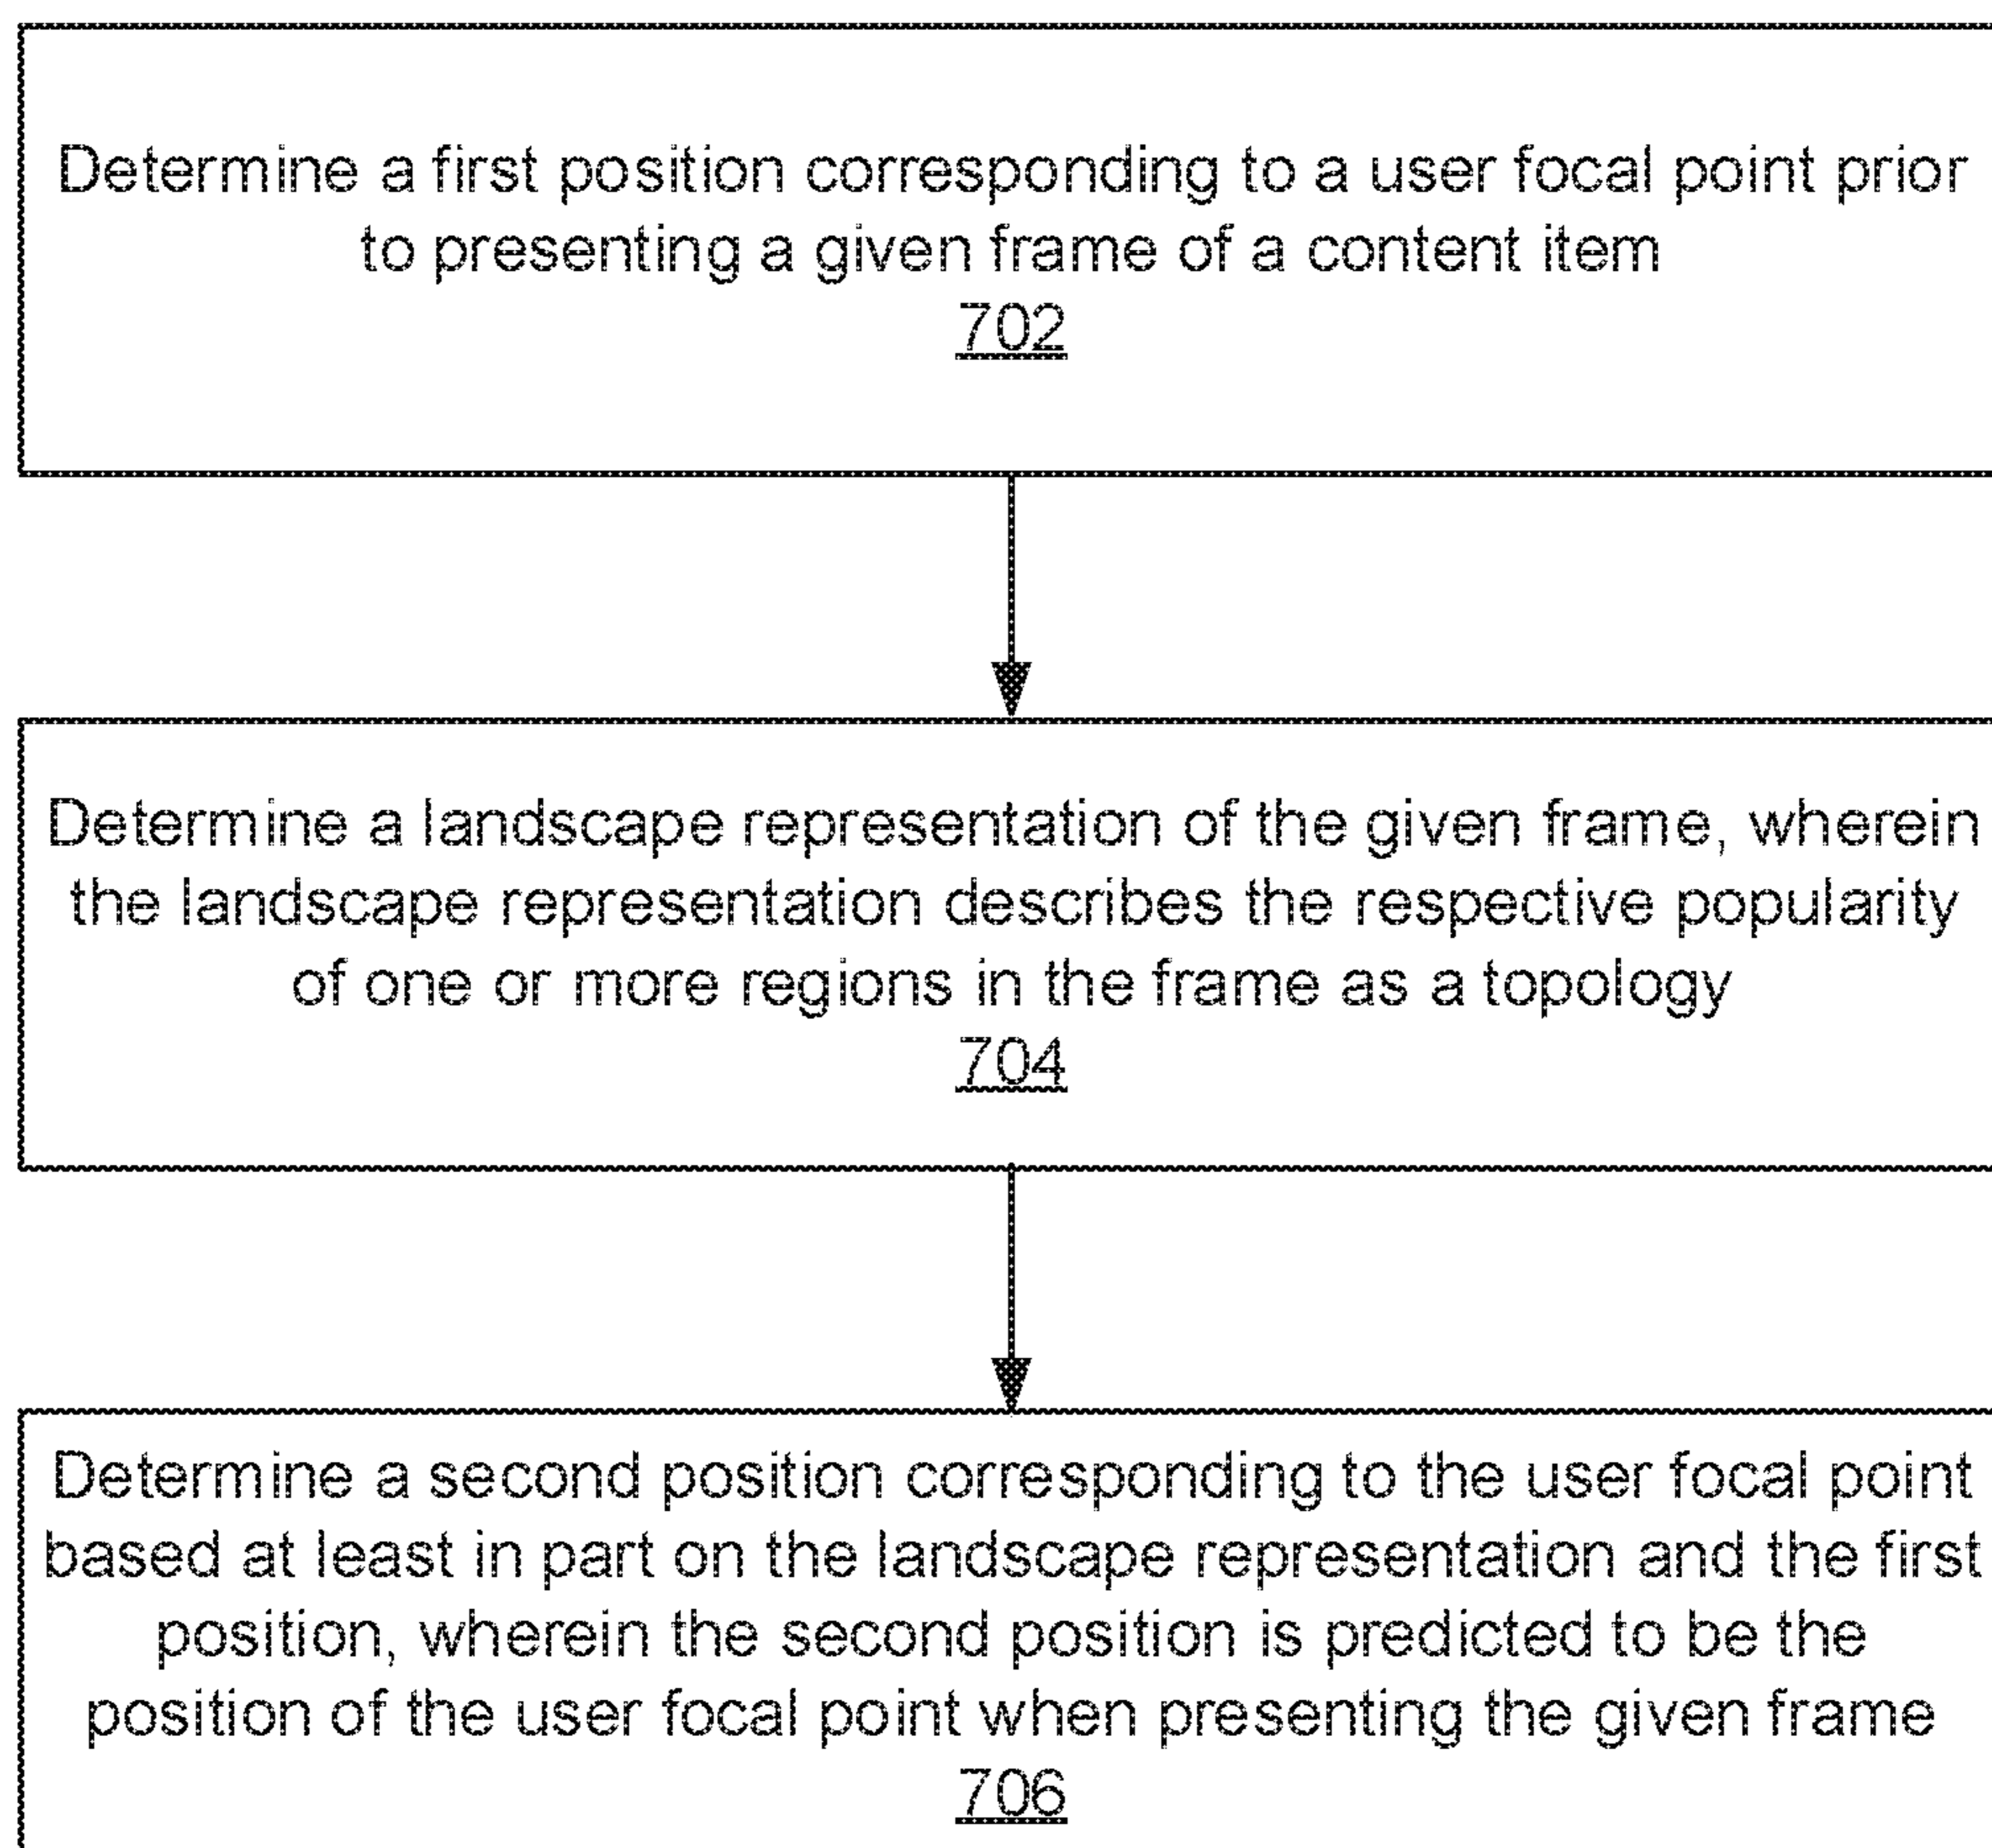 Determine a first position corresponding to a user focal point prior
to presenting a given frame of a content item
702
Determine a landscape representation of the given frame, wherein
the landscape representation describes the respective popularity
of one or more regions in the frame as a topology
704
Determine a second position corresponding to the user focal point
based at least in part on the landscape representation and the first
position, wherein the second position is predicted to be the
position of the user focal point when presenting the given frame
706